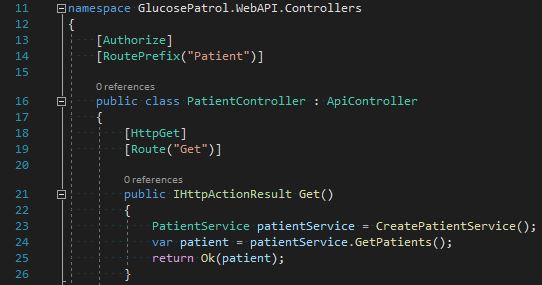 11 namespace GlucosePatrol.WebAPI.Controllers
12 {
13 [Authorize]
14 [RoutePrefix("Patient")]
15
0 references
16 public class PatientController : ApiController
17 {
18 [HttpGet]
19 [Route("Get")]
20
0 references
21 public IHttpActionResult Get()
22 {
23 PatientService patientService = CreatePatientService();
24 var patient = patientService.GetPatients();
25 return Ok(patient);
26 }